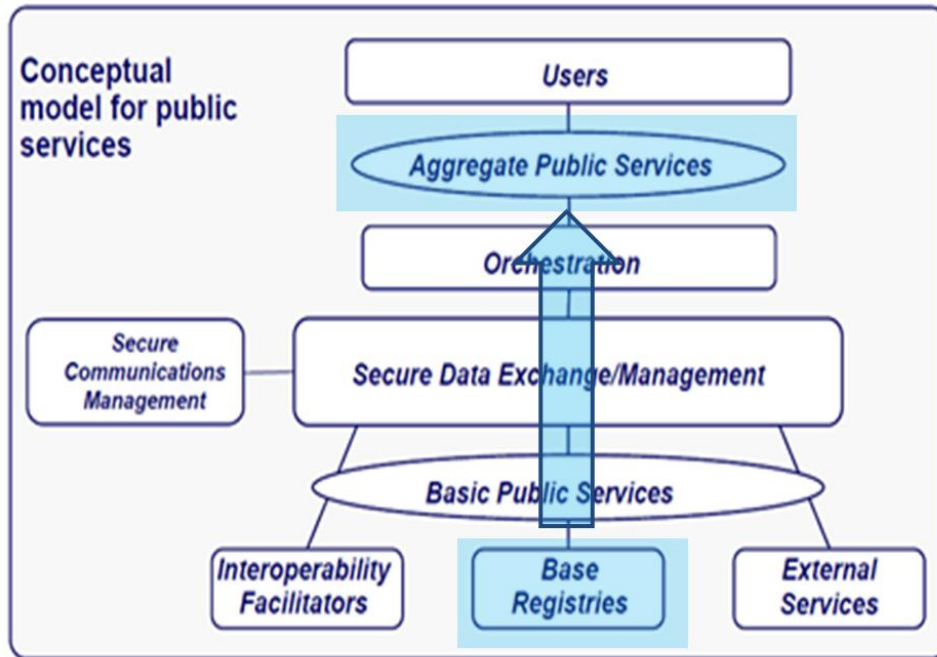 Conceptual
model for public
services
Users
Aggregate Public Services
Orchestration
Secure
Communications
Management
Secure Data Exchange/Management
Basic Public Services
Interoperability
Facilitators
Base
Registries
External
Services